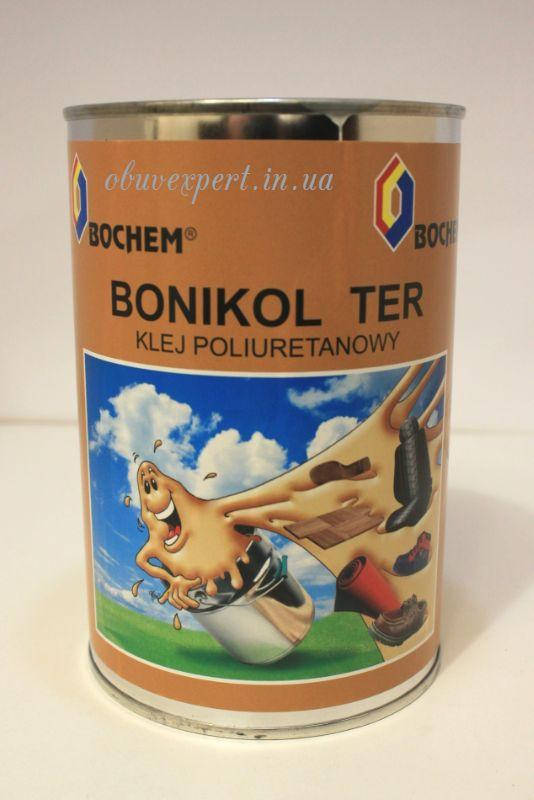 obuvexpert.in.ua
BOCHEM®
BOCHE
BONIKOL TER
KLEJ POLIURETANOWY